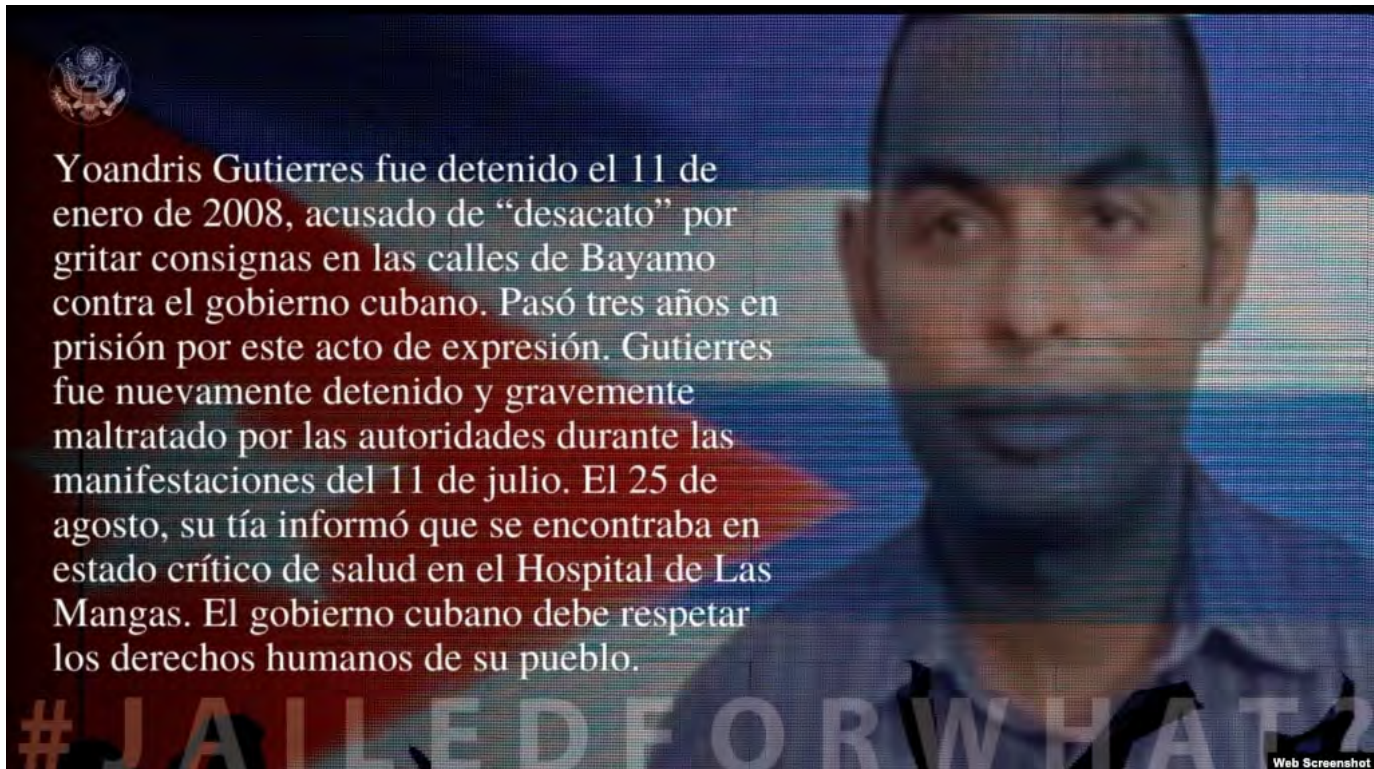 Yoandris Gutierres fue detenido el 11 de
enero de 2008, acusado de “desacato” por
gritar consignas en las calles de Bayamo
contra el gobierno cubano. Pasó tres años en
prisión por este acto de expresión. Gutierres
fue nuevamente detenido y gravemente
maltratado por las autoridades durante las
manifestaciones del 11 de julio. El 25 de
agosto, su tía informó que se encontraba en
estado crítico de salud en el Hospital de Las
Mangas. El gobierno cubano debe respetar
los derechos humanos de su pueblo.
#JAILEDFORWHAT?
Web Screenshot